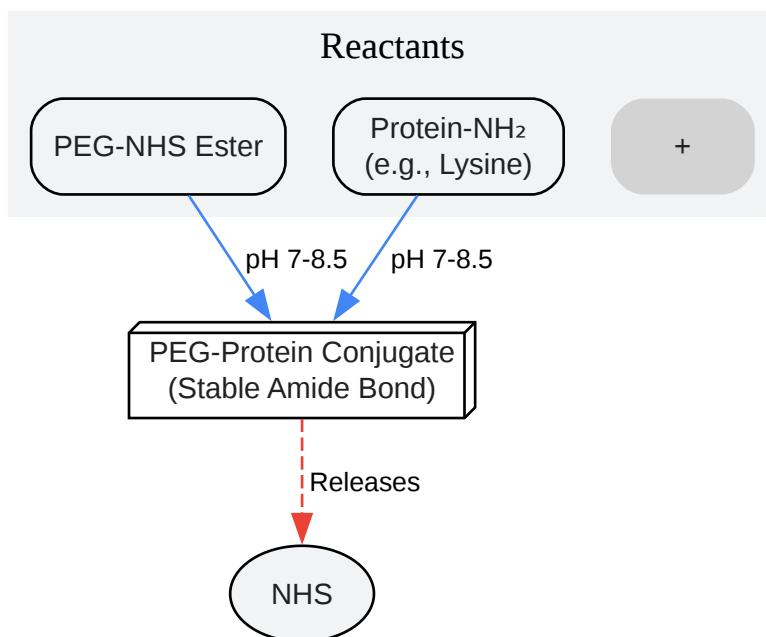 Reactants
PEG-NHS Ester
Protein-NH₂
(e.g., Lysine)
+
pH 7-8.5
pH 7-8.5
PEG-Protein Conjugate
(Stable Amide Bond)
Releases
NHS